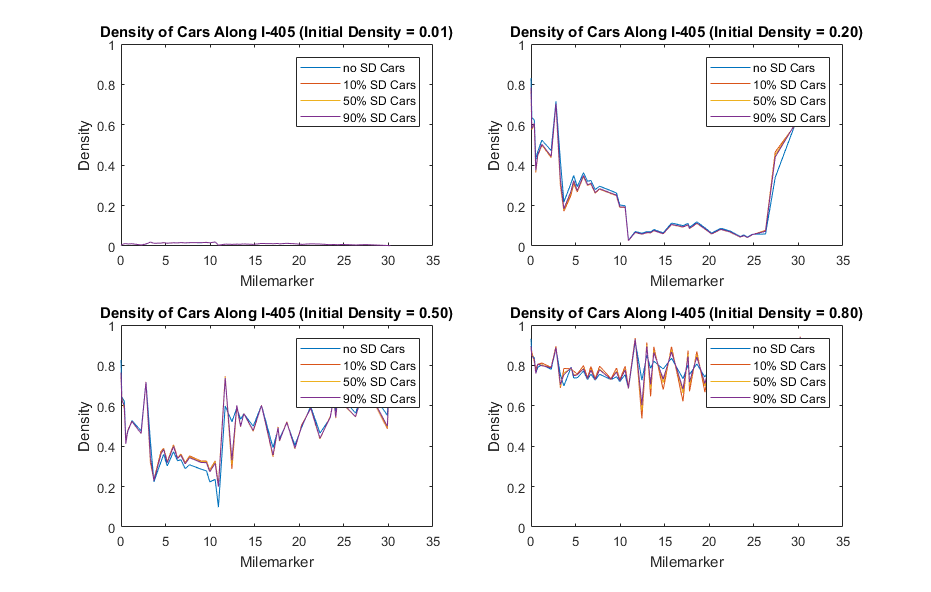 Density of Cars Along I-405 (Initial Density = 0.01)
1
0.8
0.6
0.4
0.2
0
Density
no SD Cars
10% SD Cars
50% SD Cars
90% SD Cars
0 5 10 15 20 25 30 35
Milemarker
Density of Cars Along I-405 (Initial Density = 0.20)
1
0.8
0.6
0.4
0.2
0
Density
no SD Cars
10% SD Cars
50% SD Cars
90% SD Cars
0 5 10 15 20 25 30 35
Milemarker
Density of Cars Along I-405 (Initial Density = 0.50)
1
0.8
0.6
0.4
0.2
0
Density
no SD Cars
10% SD Cars
50% SD Cars
90% SD Cars
0 5 10 15 20 25 30 35
Milemarker
Density of Cars Along I-405 (Initial Density = 0.80)
1
0.8
0.6
0.4
0.2
0
Density
no SD Cars
10% SD Cars
50% SD Cars
90% SD Cars
0 5 10 15 20 25 30 35
Milemarker